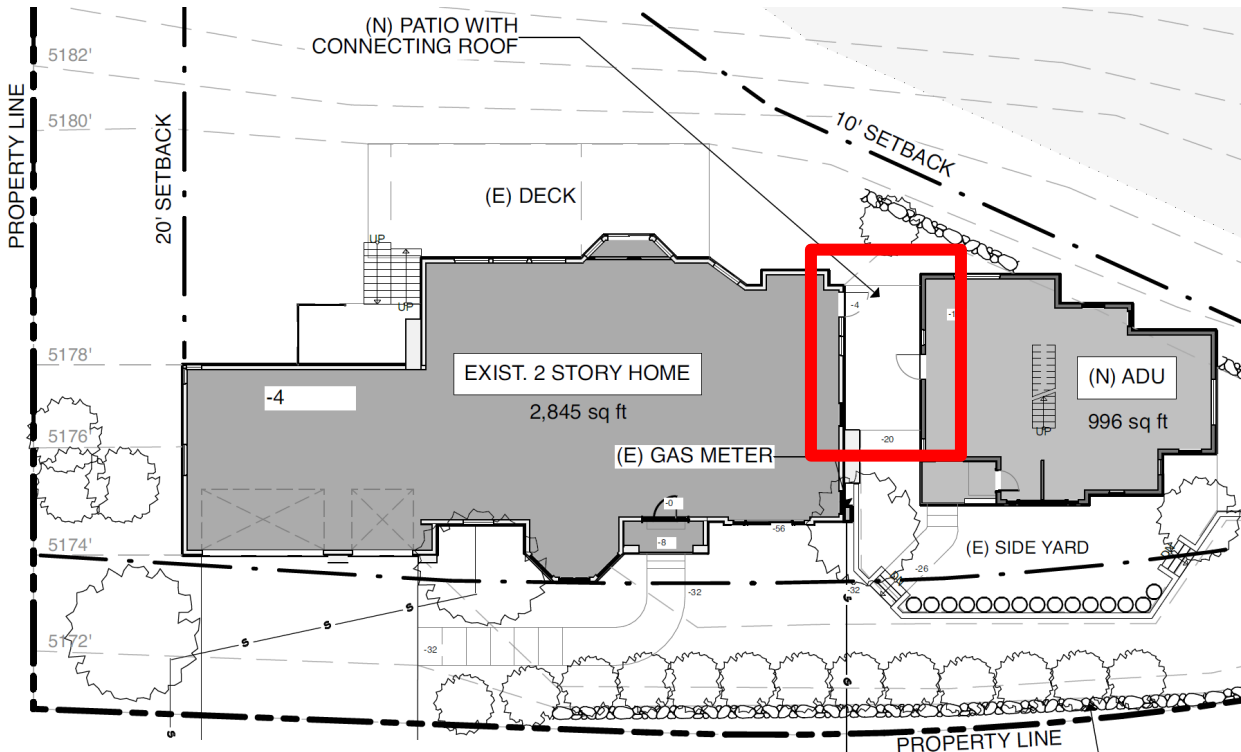 (N) PATIO WITH
CONNECTING ROOF
5182'
PROPERTY LINE
20' SETBACK
5180'
10' SETBACK
(E) DECK
UP
UP
-4
5178'
EXIST. 2 STORY HOME
2,845 sq ft
-4
(N) ADU
996 sq ft
UP
5176'
-20
(E) GAS METER
-0
-56
-8
5174'
(E) SIDE YARD
-26
-32
-32
S
S
S
5172'
-32
S
S
S
PROPERTY LINE